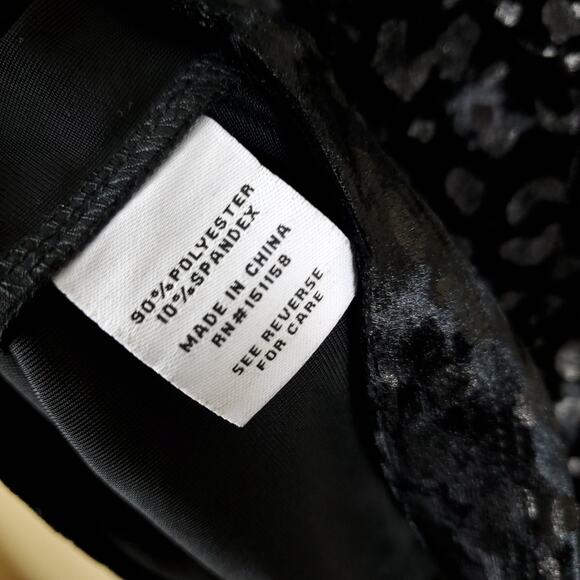 90%POLYESTER
10%SPANDEX
MADE IN CHINA
RN#151158
SEE REVERSE
FOR CARE